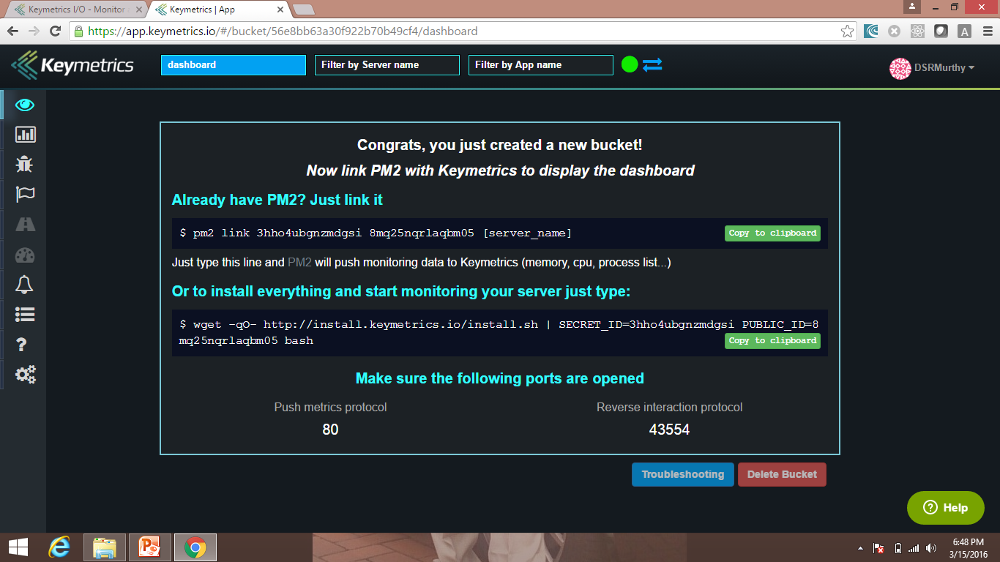 Keymetrics I/O - Monitor
Keymetrics | App
https://app.keymetrics.io/#/bucket/56e8bb63a30f922b70b49cf4/dashboard
A
Keymetrics
dashboard
Filter by Server name
Filter by App name
DSRMurthy
Congrats, you just created a new bucket!
Now link PM2 with Keymetrics to display the dashboard
Already have PM2? Just link it
$ pm2 link 3hho4ubgnzmdgsi 8mq25nqrlaqbm05 [server_name]
Copy to clipboard
Just type this line and PM2 will push monitoring data to Keymetrics (memory, cpu, process list...)
Or to install everything and start monitoring your server just type:
$ wget -qO- http://install.keymetrics.io/install.sh | SECRET_ID=3hho4ubgnzmdgsi PUBLIC_ID=8
mq25nqrlaqbm05 bash
Copy to clipboard
Make sure the following ports are opened
Push metrics protocol
Reverse interaction protocol
80
43554
Troubleshooting
Delete Bucket
Help
6:48 PM
3/15/2016